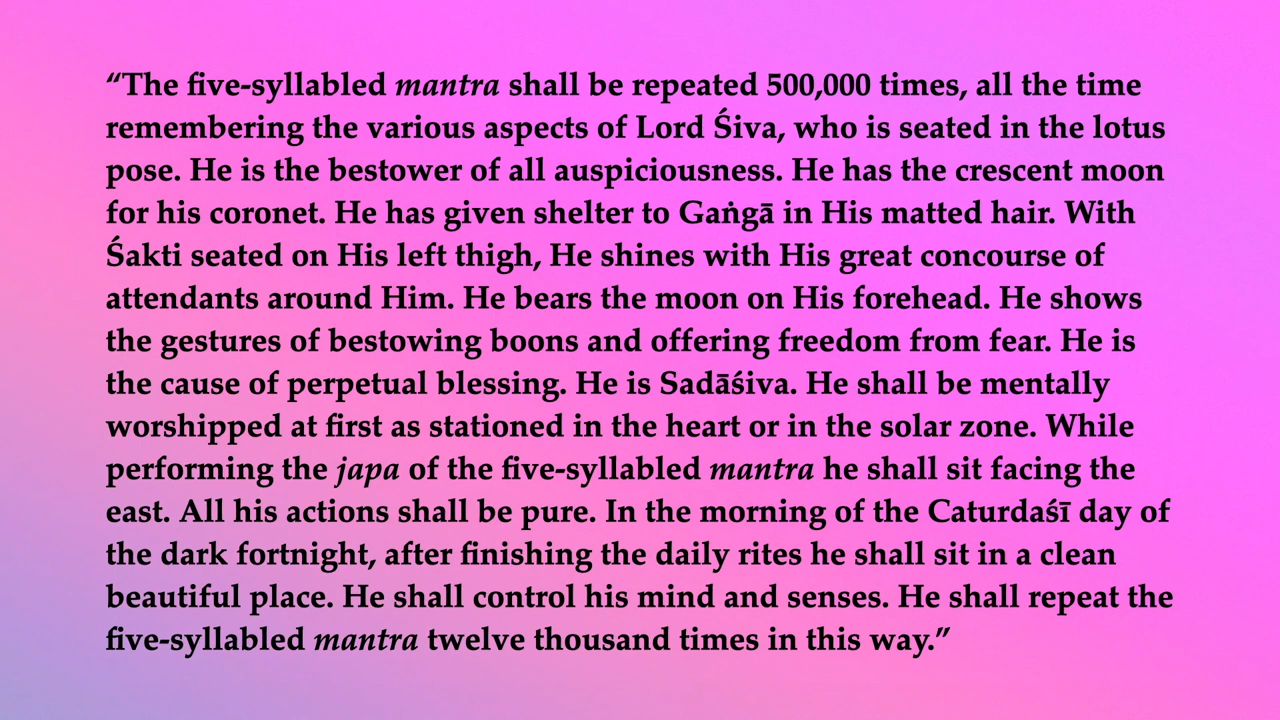 “The five-syllabled mantra shall be repeated 500,000 times, all the time
remembering the various aspects of Lord Śiva, who is seated in the lotus
pose. He is the bestower of all auspiciousness. He has the crescent moon
for his coronet. He has given shelter to Gaṅgā in His matted hair. With
Śakti seated on His left thigh, He shines with His great concourse of
attendants around Him. He bears the moon on His forehead. He shows
the gestures of bestowing boons and offering freedom from fear. He is
the cause of perpetual blessing. He is Sadāśiva. He shall be mentally
worshipped at first as stationed in the heart or in the solar zone. While
performing the japa of the five-syllabled mantra he shall sit facing the
east. All his actions shall be pure. In the morning of the Caturdaśī day of
the dark fortnight, after finishing the daily rites he shall sit in a clean
beautiful place. He shall control his mind and senses. He shall repeat the
five-syllabled mantra twelve thousand times in this way.”